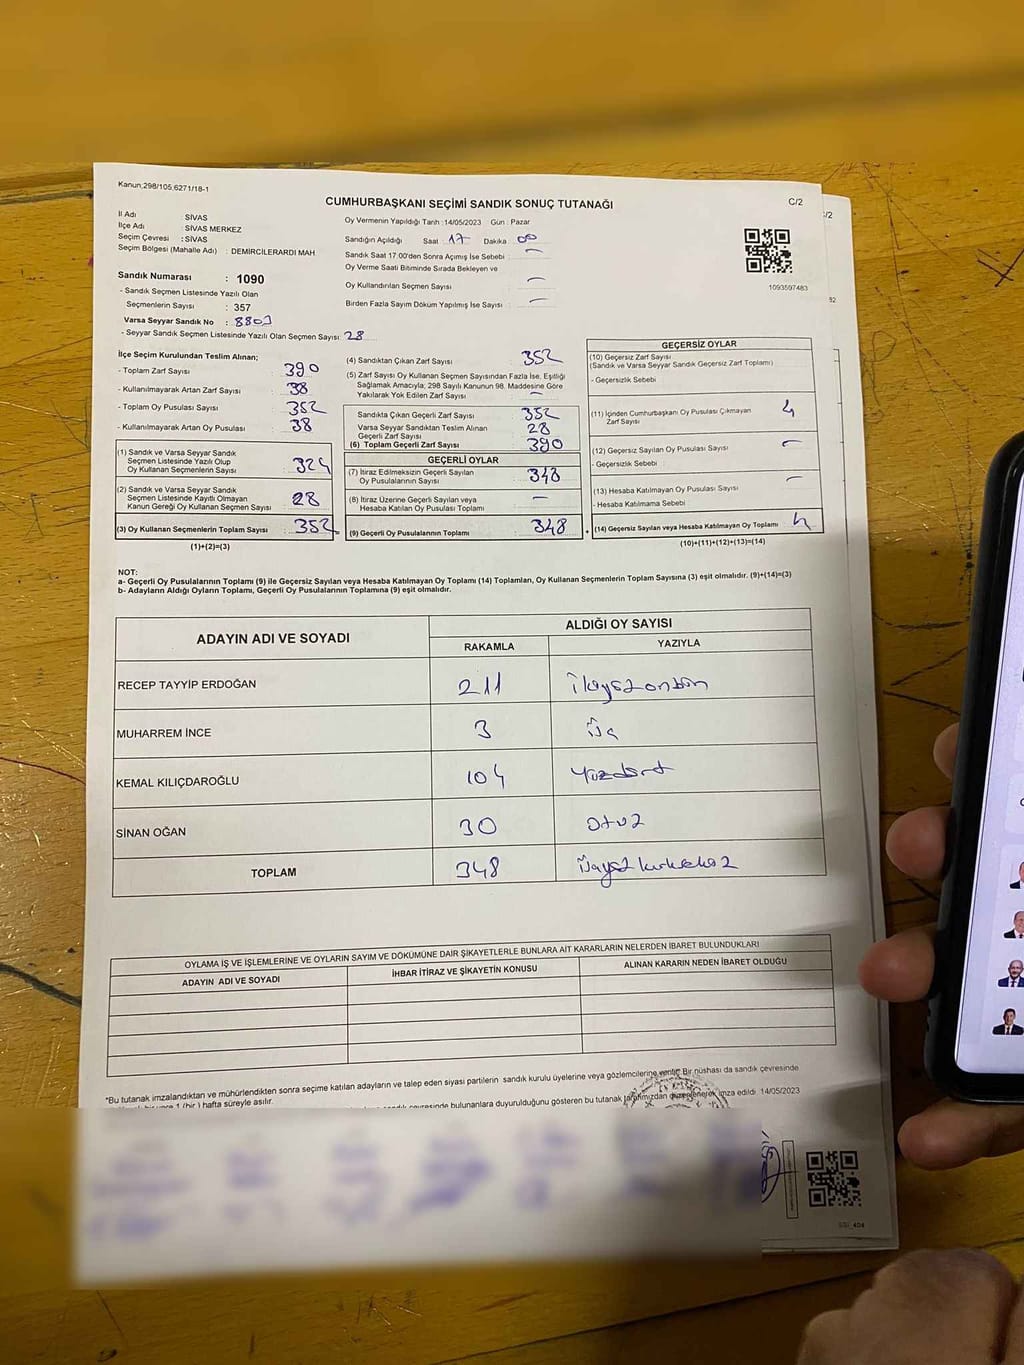 Kanun;298/105,6271/18-1
CUMHURBAŞKANI SEÇİMİ SANDIK SONUÇ TUTANAĞI
C/2
:/2
İl Adı SİVAS
İlçe Adı : SİVAS MERKEZ
Seçim Çevresi : SİVAS
Seçim Bölgesi (Mahalle Adı) : DEMİRCİLERARDI MAH
Sandık Numarası : 1090
- Sandık Seçmen Listesinde Yazılı Olan
Seçmenlerin Sayısı : 357
Varsa Seyyar Sandık No : 8803
- Seyyar Sandık Seçmen Listesinde Yazılı Olan Seçmen Sayısı: 28
Oy Vermenin Yapıldığı Tarih :14/05/2023 Gün : Pazar
Sandığın Açıldığı Saat 17 Dakika 00
Sandık Saat 17:00'den Sonra Açımış İse Sebebi —
Oy Verme Saati Bitiminde Sırada Bekleyen ve
Oy Kullandırılan Seçmen Sayısı —
Birden Fazla Sayım Döküm Yapılmış İse Sayısı —
1093597483
52
İlçe Seçim Kurulundan Teslim Alınan;
- Toplam Zarf Sayısı 390
- Kullanılmayarak Artan Zarf Sayısı 38
- Toplam Oy Pusulası Sayısı 352
- Kullanılmayarak Artan Oy Pusulası 38
(1) Sandık ve Varsa Seyyar Sandık
Seçmen Listesinde Yazılı Olup
Oy Kullanan Seçmenlerin Sayısı 324
(2) Sandık ve Varsa Seyyar Sandık
Seçmen Listesinde Kayıtlı Olmayan
Kanun Gereği Oy Kullanan Seçmen Sayısı 28
(3) Oy Kullanan Seçmenlerin Toplam Sayısı 352
(1)+(2)=(3)
(4) Sandıktan Çıkan Zarf Sayısı 352
(5) Zarf Sayısı Oy Kullanan Seçmen Sayısından Fazla İse, Eşitliği
Sağlamak Amacıyla; 298 Sayılı Kanunun 98. Maddesine Göre
Yakılarak Yok Edilen Zarf Sayısı —
Sandıkta Çıkan Geçerli Zarf Sayısı 352
Varsa Seyyar Sandıktan Teslim Alınan
Geçerli Zarf Sayısı 28
(6) Toplam Geçerli Zarf Sayısı 390
GEÇERLİ OYLAR
(7) İtiraz Edilmeksizin Geçerli Sayılan
Oy Pusulalarının Sayısı 348
(8) İtiraz Üzerine Geçerli Sayılan veya
Hesaba Katılan Oy Pusulası Toplamı —
(9) Geçerli Oy Pusulalarının Toplamı 348
GEÇERSİZ OYLAR
(10) Geçersiz Zarf Sayısı
(Sandık ve Varsa Seyyar Sandık Geçersiz Zarf Toplamı)
- Geçersizlik Sebebi
(11) İçinden Cumhurbaşkanı Oy Pusulası Çıkmayan
Zarf Sayısı 4
(12) Geçersiz Sayılan Oy Pusulası Sayısı —
- Geçersizlik Sebebi
(13) Hesaba Katılmayan Oy Pusulası Sayısı —
- Hesaba Katılmama Sebebi
(14) Geçersiz Sayılan veya Hesaba Katılmayan Oy Toplamı 4
(10)+(11)+(12)+(13)=(14)
NOT:
a- Geçerli Oy Pusulalarının Toplamı (9) ile Geçersiz Sayılan veya Hesaba Katılmayan Oy Toplamı (14) Toplamları, Oy Kullanan Seçmenlerin Toplam Sayısına (3) eşit olmalıdır. (9)+(14)=(3)
b- Adayların Aldığı Oyların Toplamı, Geçerli Oy Pusulalarının Toplamına (9) eşit olmalıdır.
ADAYIN ADI VE SOYADI ALDIĞI OY SAYISI
RAKAMLA YAZIYLA
RECEP TAYYİP ERDOĞAN 211 İkiyüzonbir
MUHARREM İNCE 3 Üç
KEMAL KILIÇDAROĞLU 104 Yüzdört
SİNAN OĞAN 30 Otuz
TOPLAM 348 Üçyüzkırksekiz
OYLAMA İŞ VE İŞLEMLERİNE VE OYLARIN SAYIM VE DÖKÜMÜNE DAİR ŞİKAYETLERLE BUNLARA AİT KARARLARIN NELERDEN İBARET BULUNDUKLARI
ADAYIN ADI VE SOYADI İHBAR İTİRAZ VE ŞİKAYETİN KONUSU ALINAN KARARIN NEDEN İBARET OLDUĞU
*Bu tutanak imzalandıktan ve mühürlendikten sonra seçime katılan adayların ve talep eden siyasi partilerin sandık kurulu üyelerine veya gözlemcilerine verilir. Bir nüshası da sandık çevresinde
1 (bir) hafta süreyle asılır.
çevresinde bulunanlara duyurulduğunu gösteren bu tutanak tarafımızdan düzenlenerek imza edildi 14/05/2023